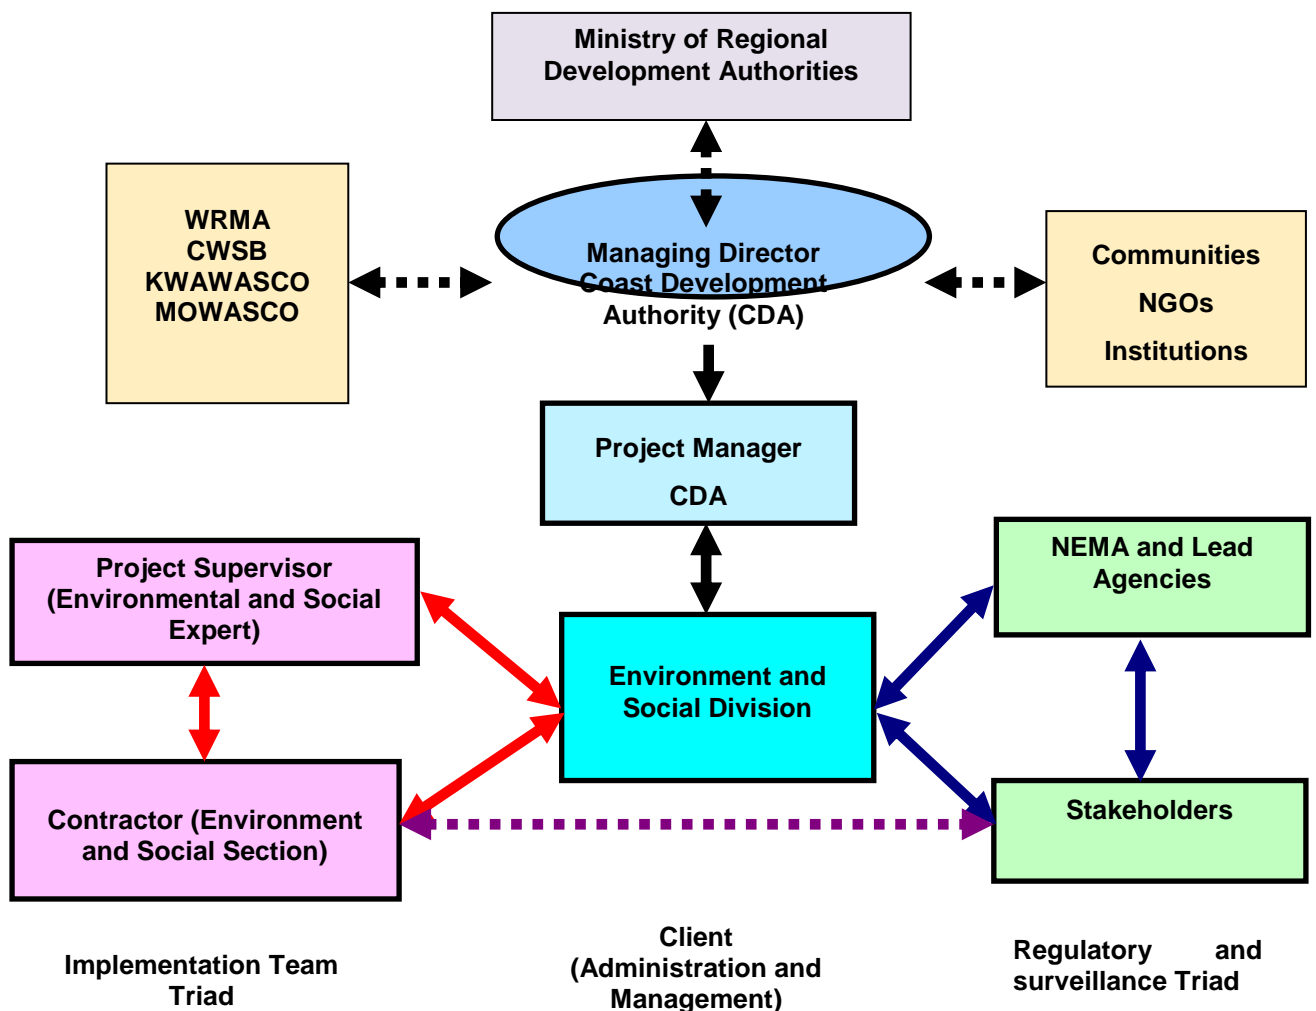 Ministry of Regional
Development Authorities
WRMA
CWSB
KWAWASCO
MOWASCO
Managing Director
Coast Development
Authority (CDA)
Communities
NGOs
Institutions
Project Manager
CDA
Project Supervisor
(Environmental and Social
Expert)
NEMA and Lead
Agencies
Environment and
Social Division
Contractor (Environment
and Social Section)
Stakeholders
Implementation Team
Triad
Client
(Administration and
Management)
Regulatory and
surveillance Triad